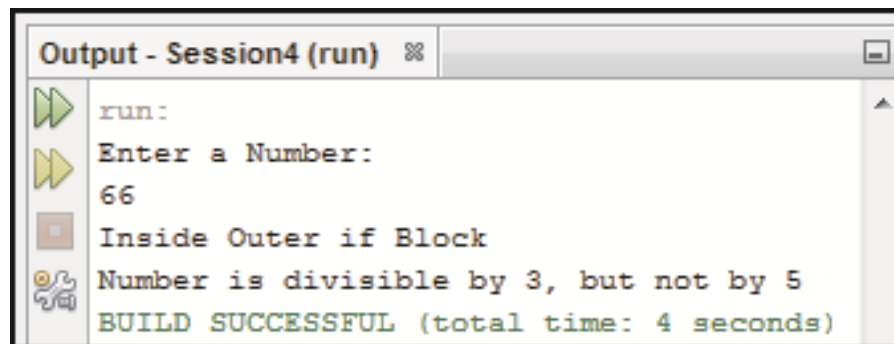 Output - Session4 (run)
run:
Enter a Number:
66
Inside Outer if Block
Number is divisible by 3, but not by 5
BUILD SUCCESSFUL (total time: 4 seconds)